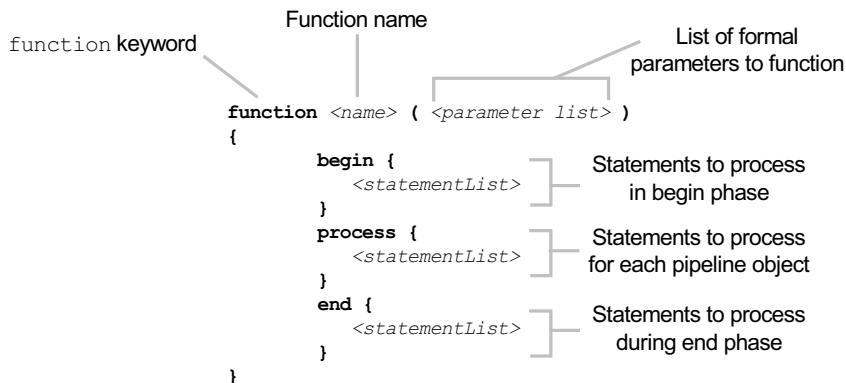 Function name
function keyword
List of formal
parameters to function
function <name> ( <parameter list> )
{
begin {
<statementList>
}
Statements to process
in begin phase
process {
<statementList>
}
Statements to process
for each pipeline object
end {
<statementList>
}
Statements to process
during end phase
}